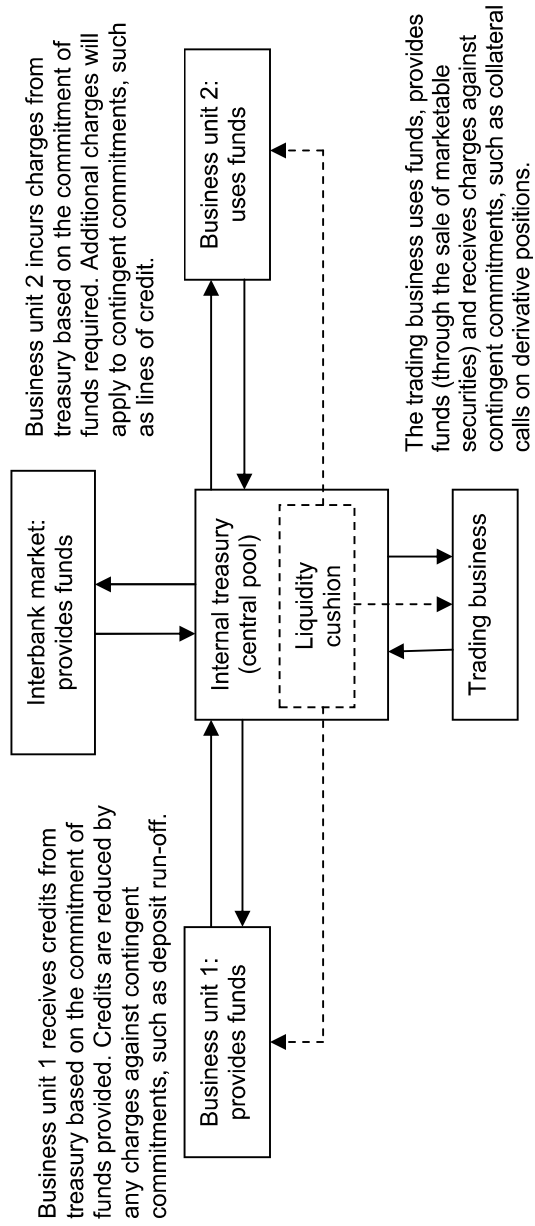 Business unit 1 receives credits from
treasury based on the commitment of
funds provided. Credits are reduced by
any charges against contingent
commitments, such as deposit run-off.
Interbank market:
provides funds
Business unit 2 incurs charges from
treasury based on the commitment of
funds required. Additional charges will
apply to contingent commitments, such
as lines of credit.
Business unit 1:
provides funds
Internal treasury
(central pool)
Liquidity
cushion
Business unit 2:
uses funds
Trading business
The trading business uses funds, provides
funds (through the sale of marketable
securities) and receives charges against
contingent commitments, such as collateral
calls on derivative positions.